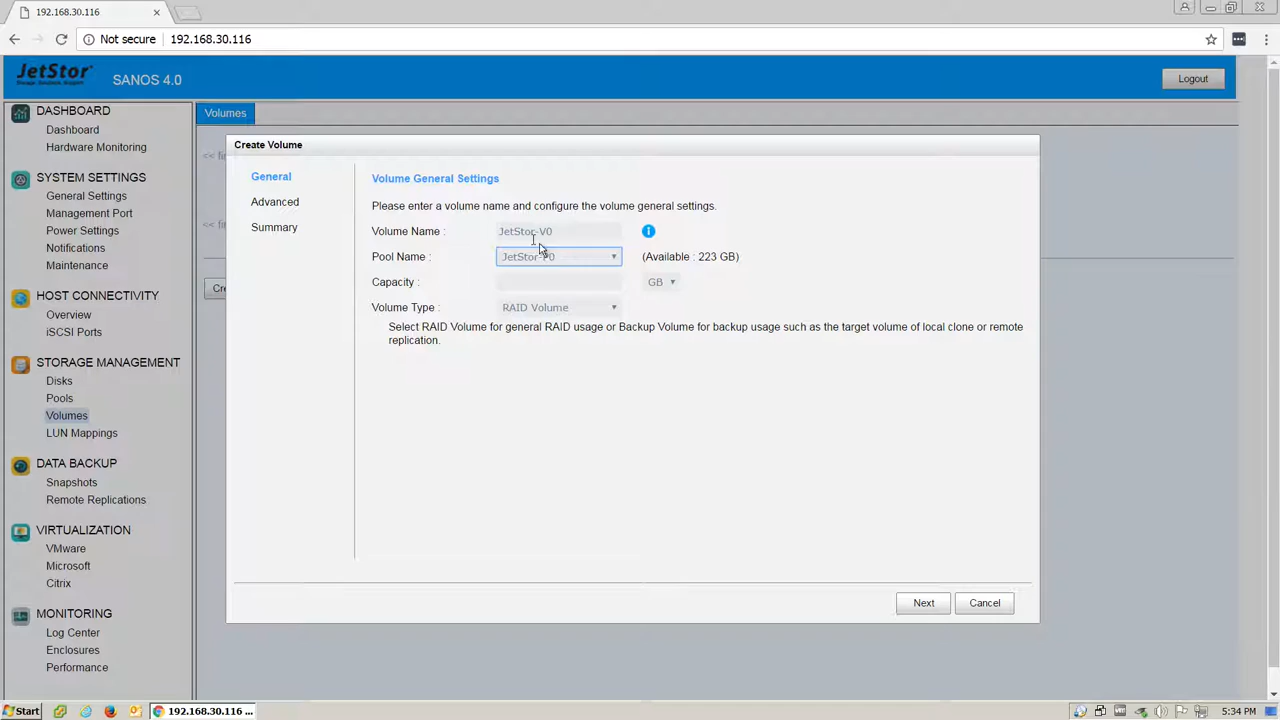 192.168.30.116
Not secure 192.168.30.116
JetStor
SANOS 4.0
Logout
DASHBOARD
Dashboard
Hardware Monitoring
SYSTEM SETTINGS
General Settings
Management Port
Power Settings
Notifications
Maintenance
HOST CONNECTIVITY
Overview
iSCSI Ports
STORAGE MANAGEMENT
Disks
Pools
Volumes
LUN Mappings
DATA BACKUP
Snapshots
Remote Replications
VIRTUALIZATION
VMware
Microsoft
Citrix
MONITORING
Log Center
Enclosures
Performance
Volumes
Create Volume
General
Advanced
Summary
Volume General Settings
Please enter a volume name and configure the volume general settings.
Volume Name : JetStor-V0
Pool Name : JetStor-P0 (Available : 223 GB)
Capacity : GB
Volume Type : RAID Volume
Select RAID Volume for general RAID usage or Backup Volume for backup usage such as the target volume of local clone or remote
replication.
Next Cancel
Start 192.168.30.116 ... 5:34 PM